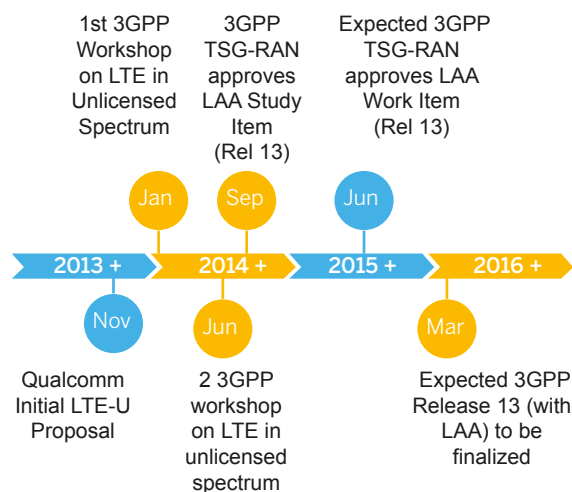 1st 3GPP
Workshop
on LTE in
Unlicensed
Spectrum
3GPP
TSG-RAN
approves
LAA Study
Item
(Rel 13)
Expected 3GPP
TSG-RAN
approves LAA
Work Item
(Rel 13)
Jan
Sep
Jun
2013 +
2014 +
2015 +
2016 +
Nov
Jun
Mar
Qualcomm
Initial LTE-U
Proposal
2 3GPP
workshop
on LTE in
unlicensed
spectrum
Expected 3GPP
Release 13 (with
LAA) to be
finalized